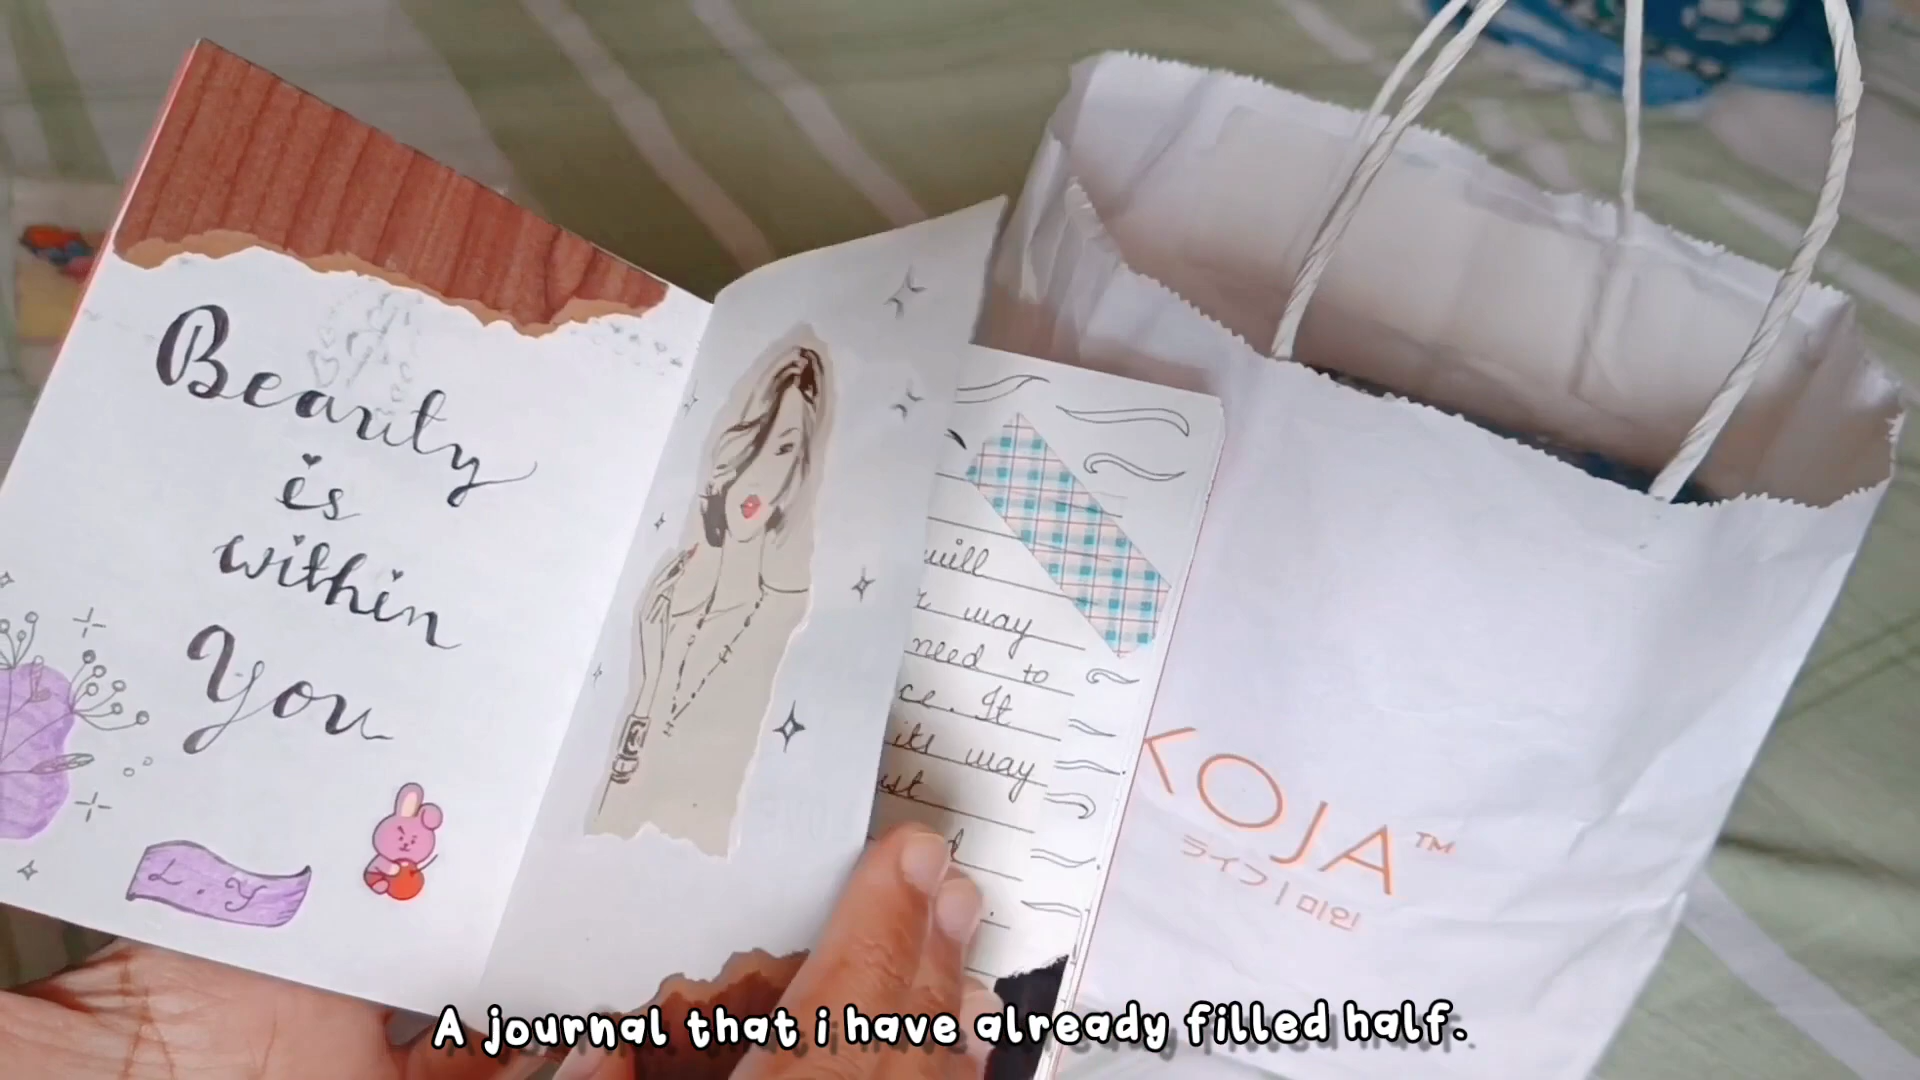 Beauty
is
within
You
L.Y
will
way
need to
ce. It
its way
ust
d
KOJA™
ライフ | 미인
A journal that i have already filled half.